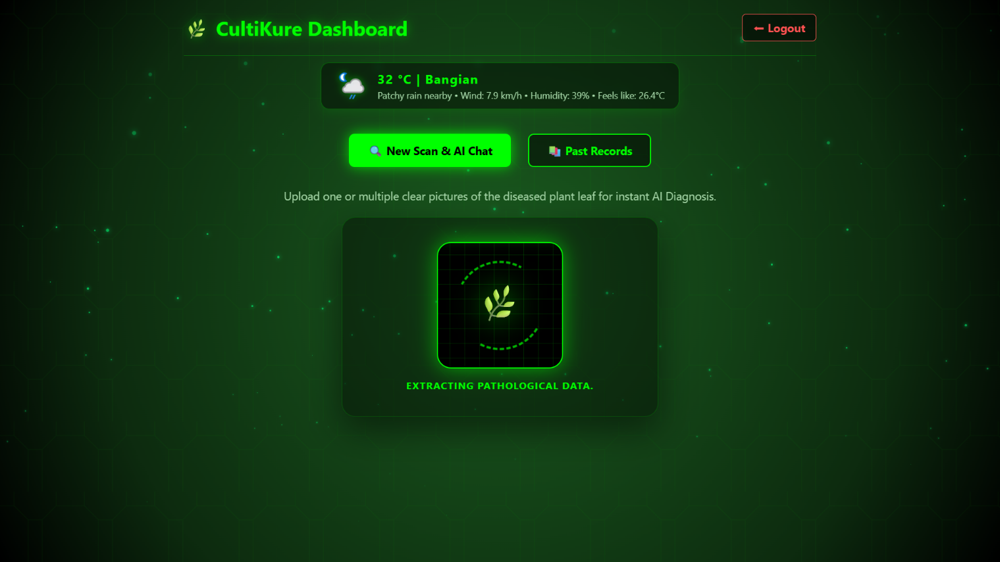 CultiKure Dashboard
← Logout
32 °C | Bangian
Patchy rain nearby • Wind: 7.9 km/h • Humidity: 39% • Feels like: 26.4°C
New Scan & AI Chat
Past Records
Upload one or multiple clear pictures of the diseased plant leaf for instant AI Diagnosis.
EXTRACTING PATHOLOGICAL DATA.